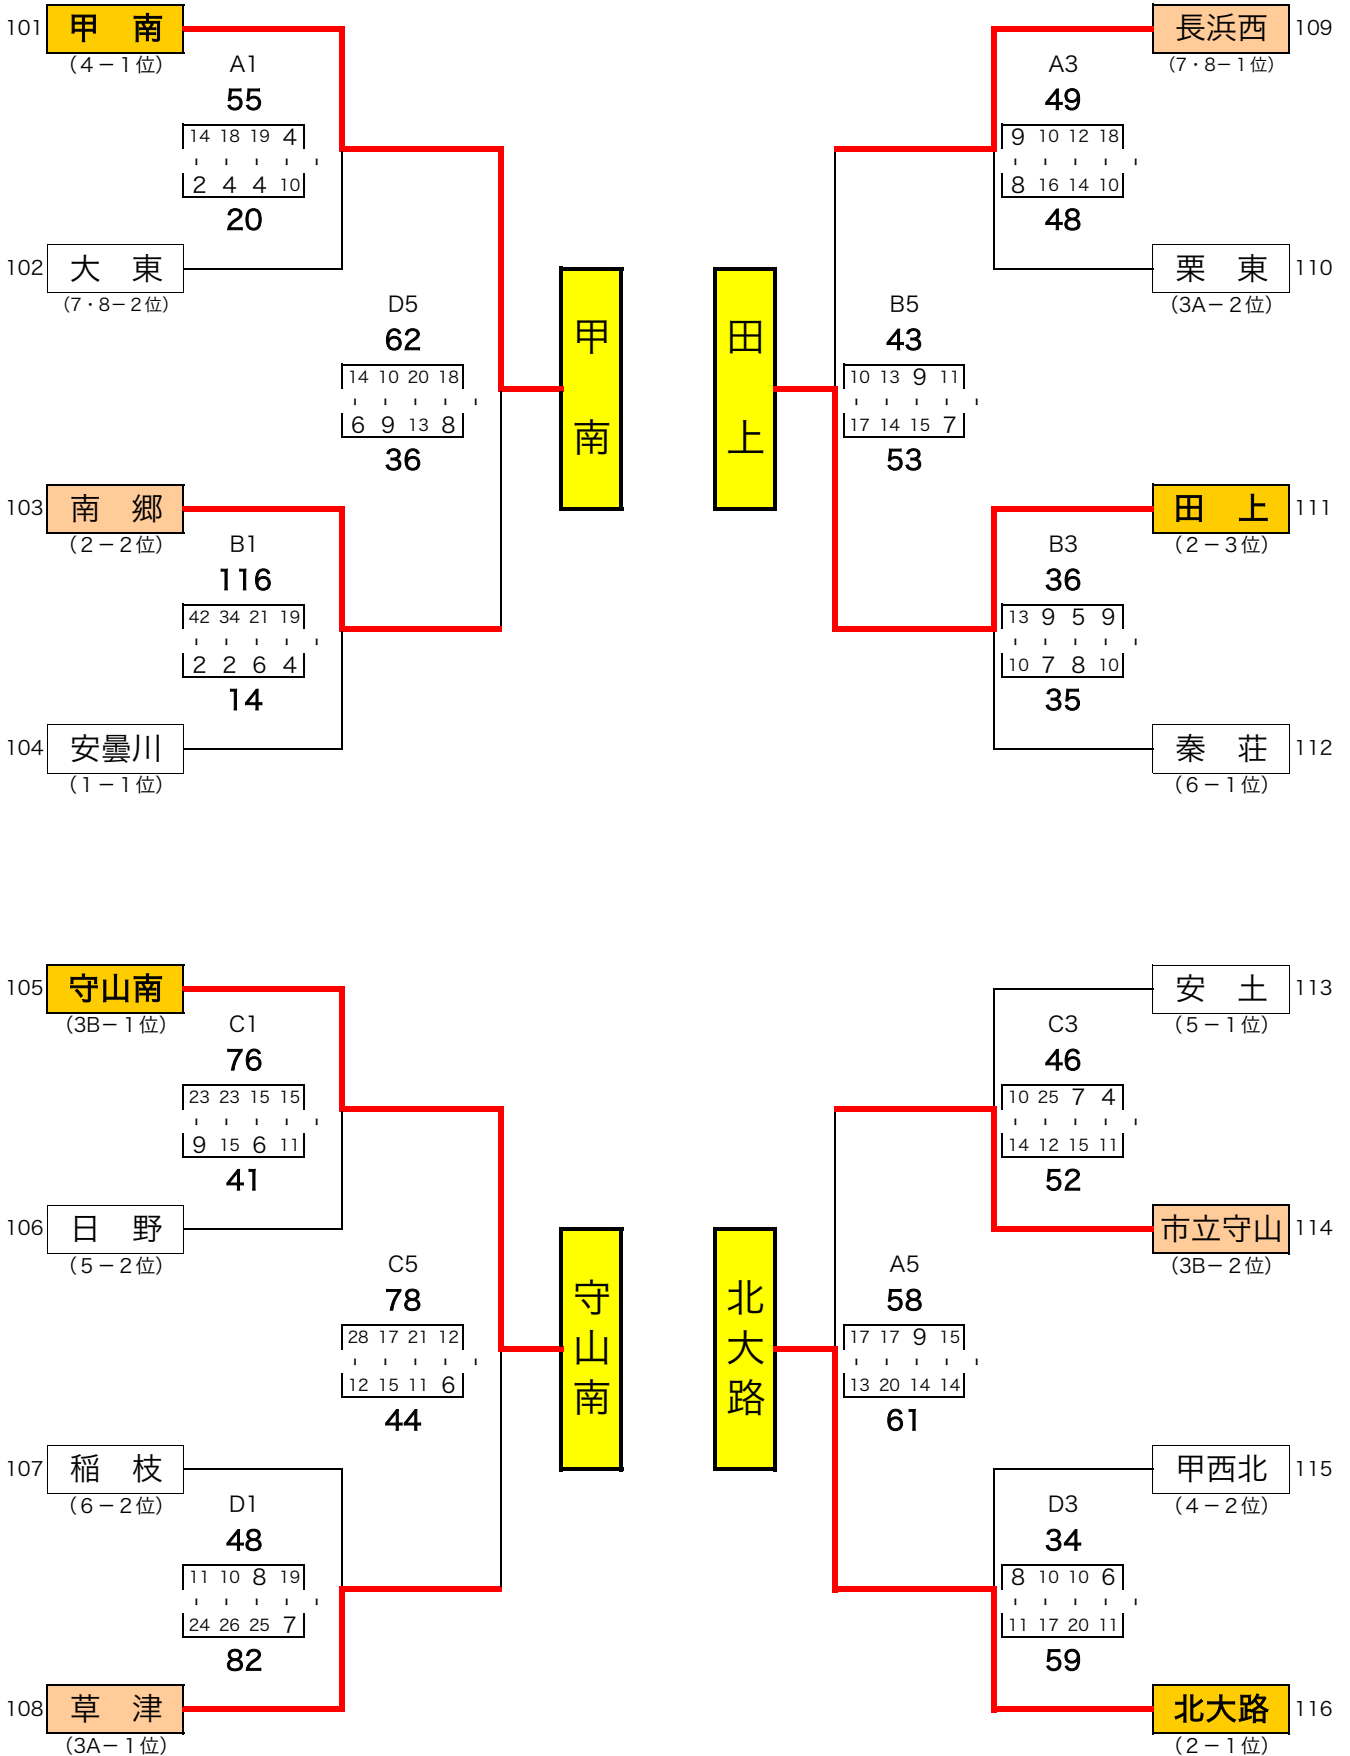 101 甲　南
（4－1位）
A1
55
14 18 19 4
2 4 4 10
20
102 大　東
（7・8－2位）
D5
62
14 10 20 18
6 9 13 8
36
甲南
103 南　郷
（2－2位）
B1
116
42 34 21 19
2 2 6 4
14
104 安曇川
（1－1位）
長浜西 109
（7・8－1位）
A3
49
9 10 12 18
8 16 14 10
48
栗　東 110
（3A－2位）
田上
B5
43
10 13 9 11
17 14 15 7
53
田　上 111
（2－3位）
B3
36
13 9 5 9
10 7 8 10
35
秦　荘 112
（6－1位）
105 守山南
（3B－1位）
C1
76
23 23 15 15
9 15 6 11
41
106 日　野
（5－2位）
C5
78
28 17 21 12
12 15 11 6
44
守山南
107 稲　枝
（6－2位）
D1
48
11 10 8 19
24 26 25 7
82
108 草　津
（3A－1位）
安　土 113
（5－1位）
C3
46
10 25 7 4
14 12 15 11
52
市立守山 114
（3B－2位）
北大路
A5
58
17 17 9 15
13 20 14 14
61
甲西北 115
（4－2位）
D3
34
8 10 10 6
11 17 20 11
59
北大路 116
（2－1位）